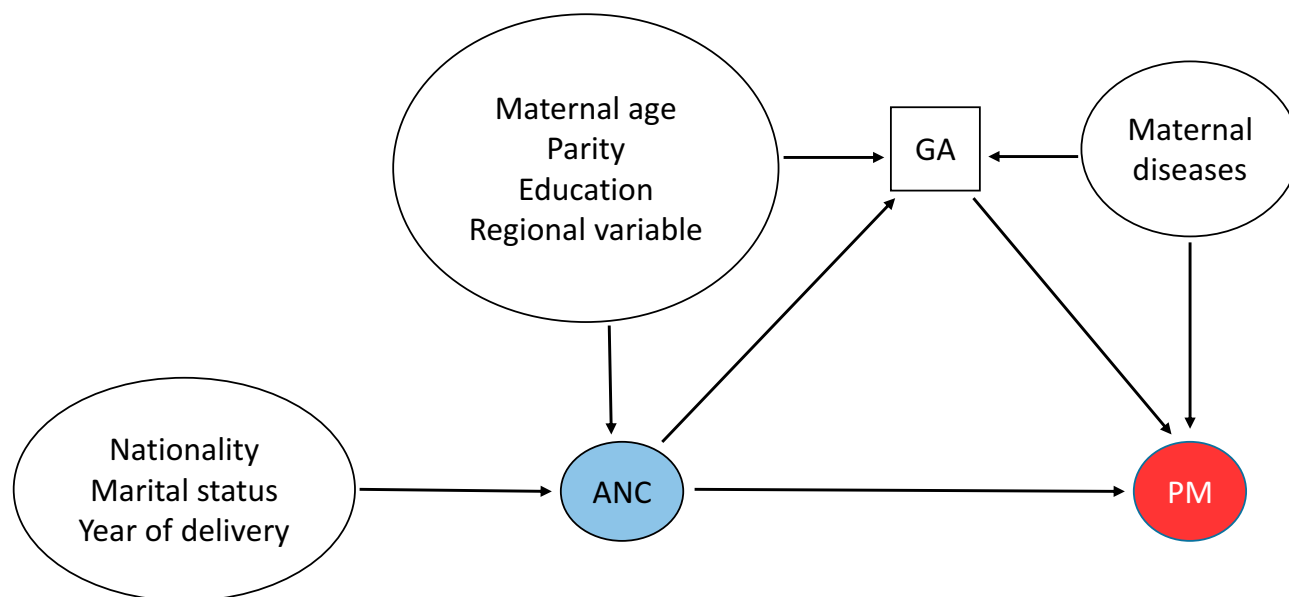 Maternal age
Parity
Education
Regional variable
GA
Maternal
diseases
Nationality
Marital status
Year of delivery
ANC
PM